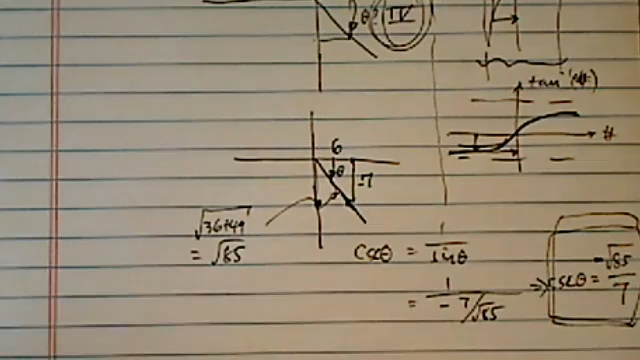 θ? IV
tan⁻¹(#)
#
6
θ
-7
√36+49
= √85
cscθ = 1/sinθ
= 1/(-7/√85)
⇒ cscθ = -√85/7